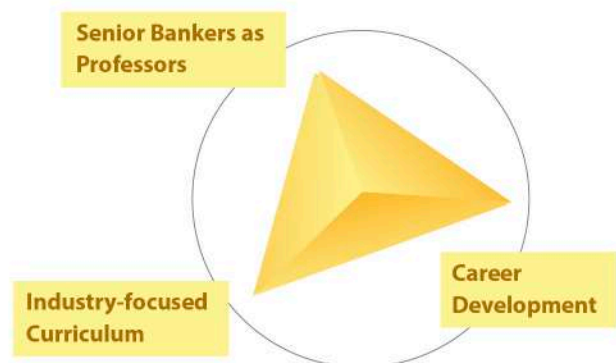 Senior Bankers as
Professors
Industry-focused
Curriculum
Career
Development